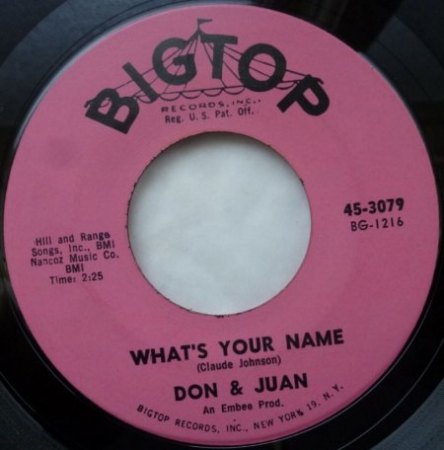 BIGTOP
RECORDS, INC.,
Reg. U. S. Pat. Off.
45-3079
BG-1216
Hill and Range
Songs, Inc., BMI
Nancoz Music Co.
BMI
Time: 2:25
WHAT'S YOUR NAME
(Claude Johnson)
DON & JUAN
An Embee Prod.
BIGTOP RECORDS, INC., NEW YORK 19, N. Y.